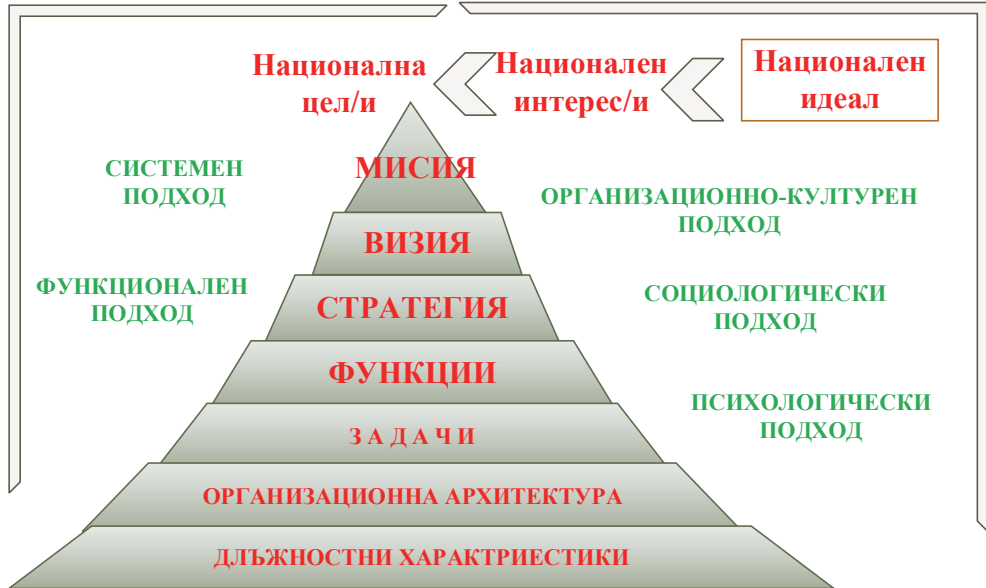 Национална
цел/и
Национален
интерес/и
Национален
идеал
МИСИЯ
СИСТЕМЕН
ПОДХОД
ОРГАНИЗАЦИОННО-КУЛТУРЕН
ПОДХОД
ВИЗИЯ
ФУНКЦИОНАЛЕН
ПОДХОД
СТРАТЕГИЯ
СОЦИОЛОГИЧЕСКИ
ПОДХОД
ФУНКЦИИ
ПСИХОЛОГИЧЕСКИ
ПОДХОД
З А Д А Ч И
ОРГАНИЗАЦИОННА АРХИТЕКТУРА
ДЛЪЖНОСТНИ ХАРАКТРИЕСТИКИ